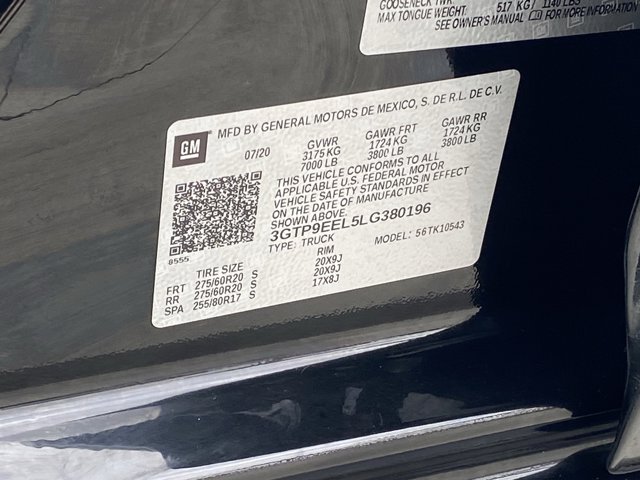 GOOSENECK TWR
517 KG / 1140 LBS
MAX TONGUE WEIGHT:
SEE OWNER'S MANUAL FOR MORE INFORMATION
MFD BY GENERAL MOTORS DE MEXICO, S. DE R.L. DE C.V.
GM
07/20 GVWR GAWR FRT GAWR RR
3175 KG 1724 KG 1724 KG
7000 LB 3800 LB 3800 LB
THIS VEHICLE CONFORMS TO ALL
APPLICABLE U.S. FEDERAL MOTOR
VEHICLE SAFETY STANDARDS IN EFFECT
ON THE DATE OF MANUFACTURE
SHOWN ABOVE.
3GTP9EEL5LG380196
8555 TYPE: TRUCK MODEL: 56TK10543
TIRE SIZE RIM
FRT 275/60R20 S 20X9J
RR 275/60R20 S 20X9J
SPA 255/80R17 S 17X8J